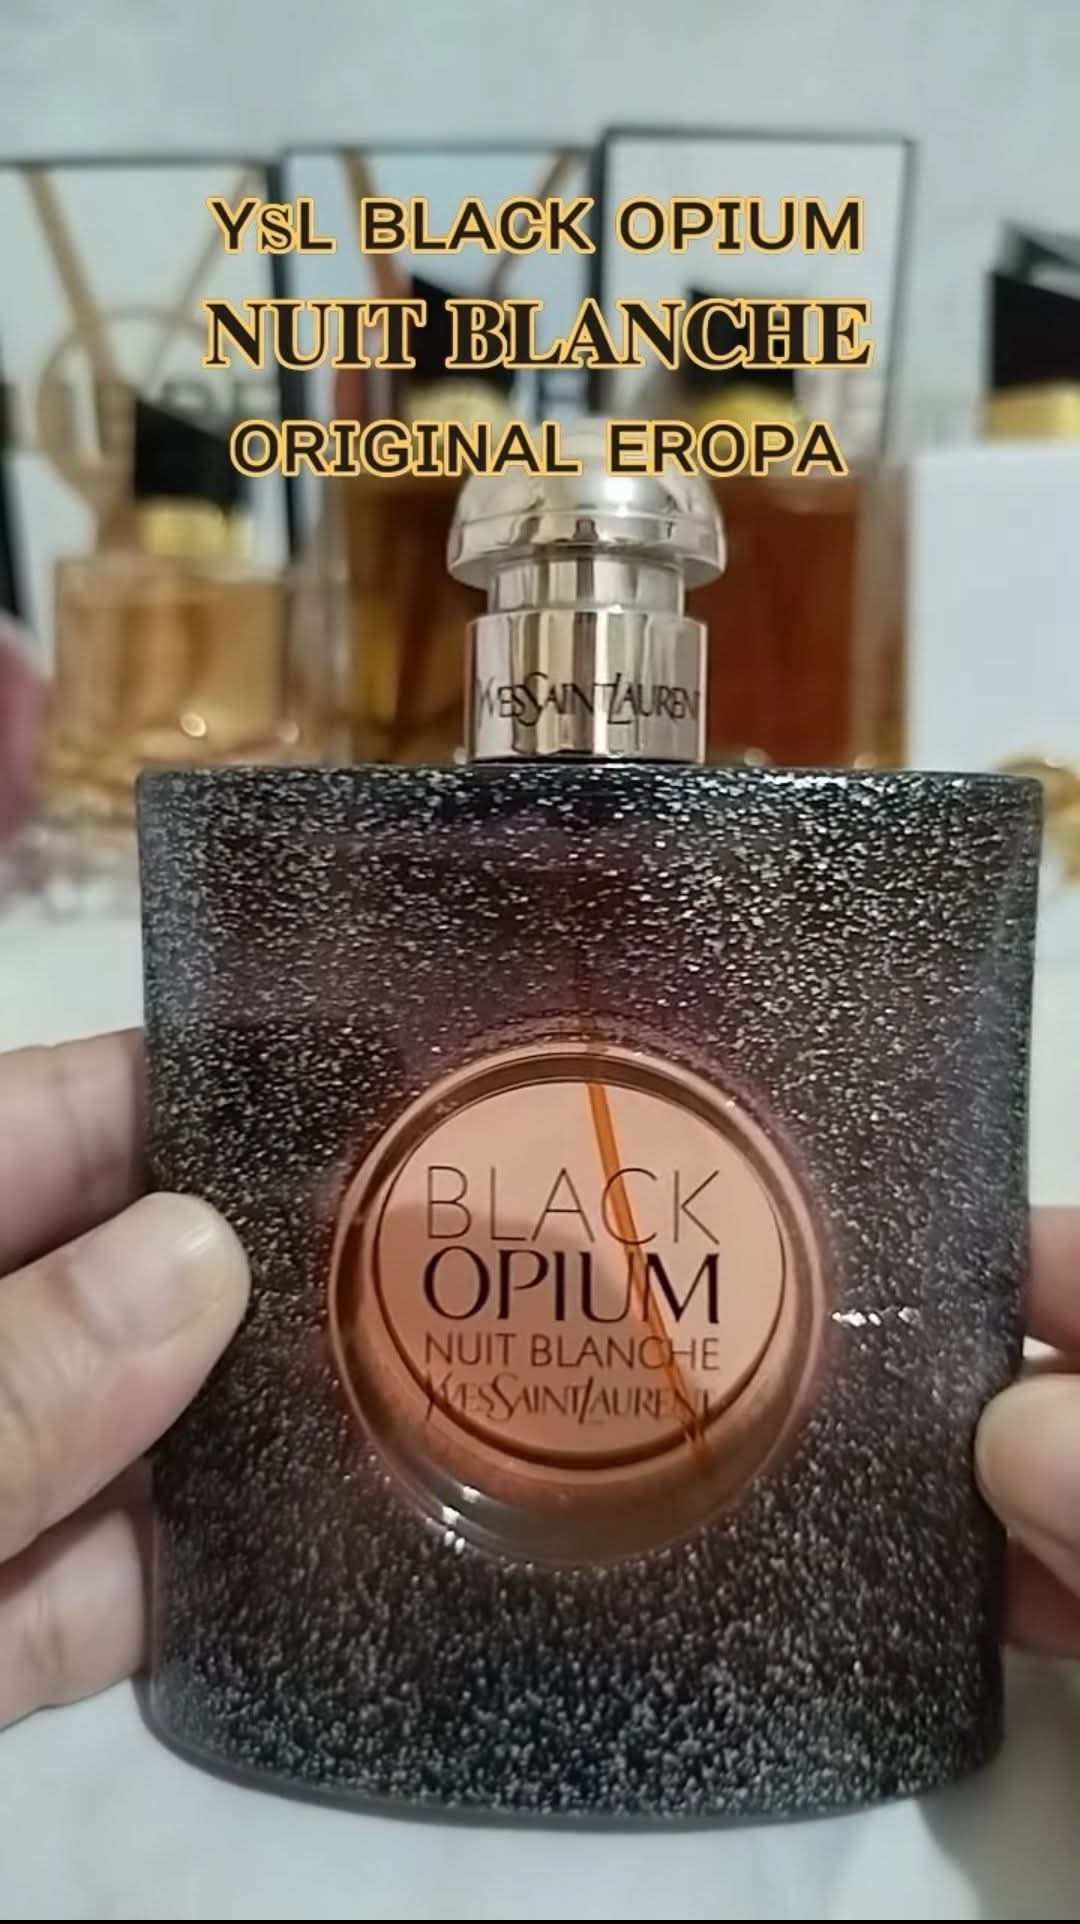 YSL BLACK OPIUM
NUIT BLANCHE
ORIGINAL EROPA
YVESSAINTLAURENT
BLACK
OPIUM
NUIT BLANCHE
YVESSAINTLAURENT